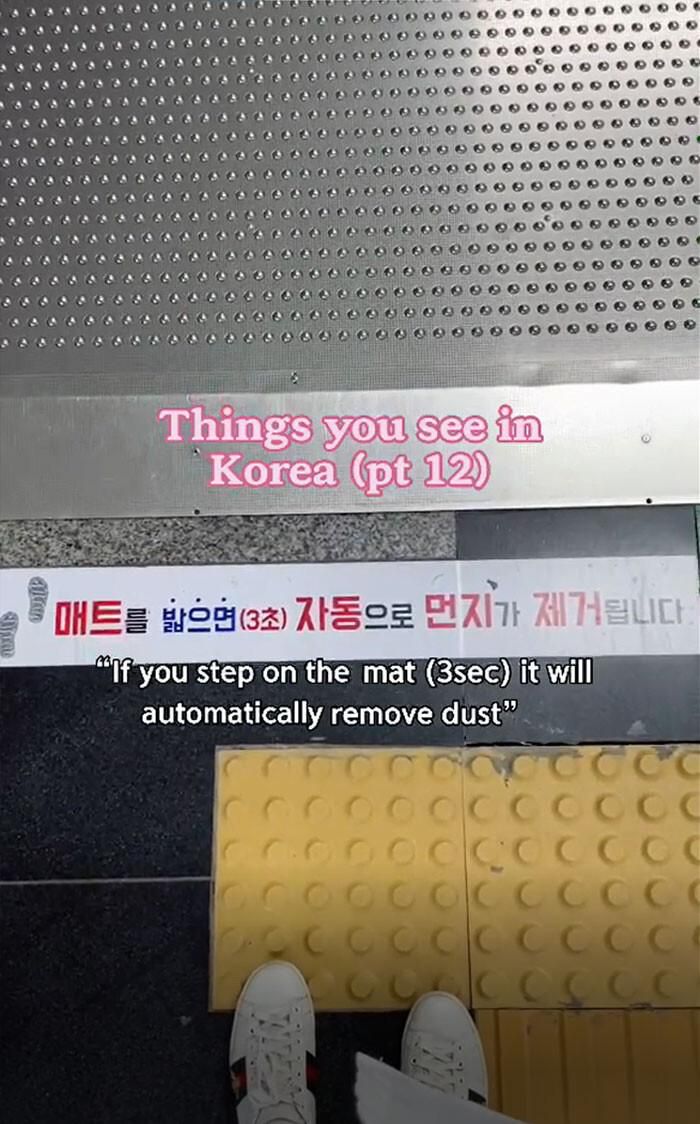 Things you see in
Korea (pt 12)
매트를 밟으면(3초) 자동으로 먼지가 제거됩니다
“If you step on the mat (3sec) it will
automatically remove dust”